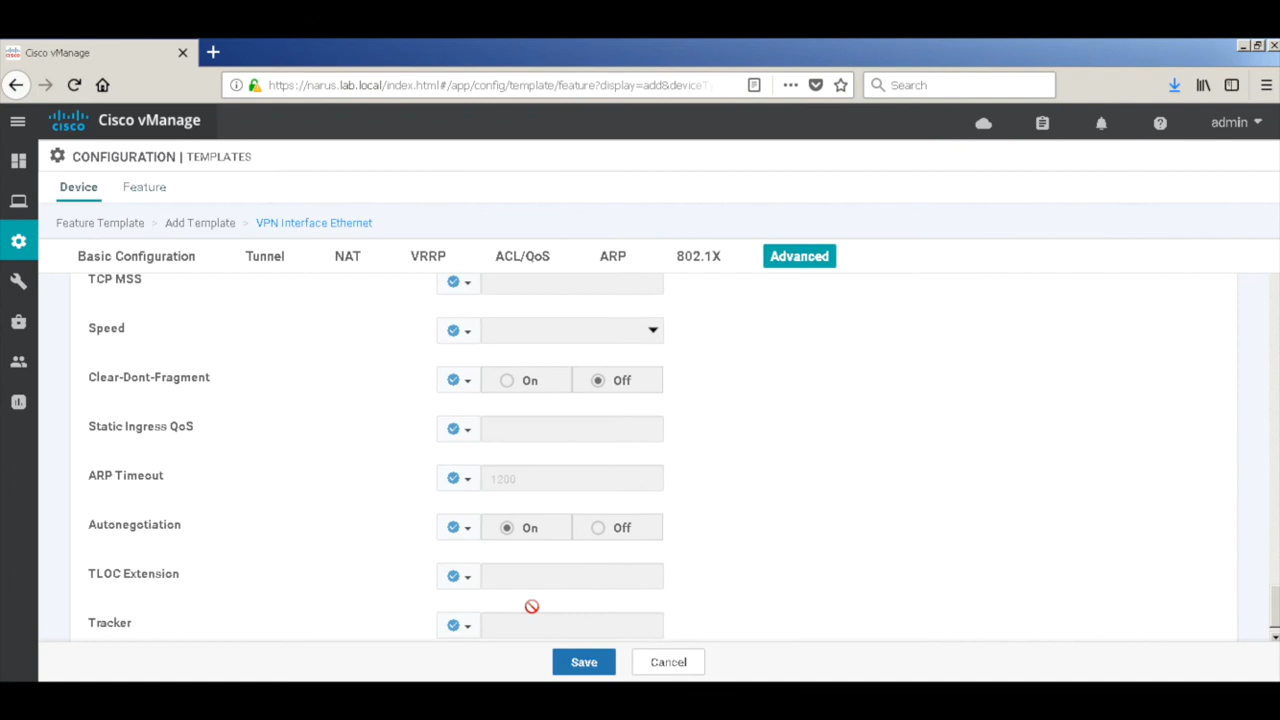 Cisco vManage
https://narus.lab.local/index.html#/app/config/template/feature?display=add&deviceT
Search
cisco Cisco vManage
admin
CONFIGURATION | TEMPLATES
Device Feature
Feature Template > Add Template > VPN Interface Ethernet
Basic Configuration Tunnel NAT VRRP ACL/QoS ARP 802.1X Advanced
TCP MSS
Speed
Clear-Dont-Fragment On Off
Static Ingress QoS
ARP Timeout 1200
Autonegotiation On Off
TLOC Extension
Tracker
Save Cancel